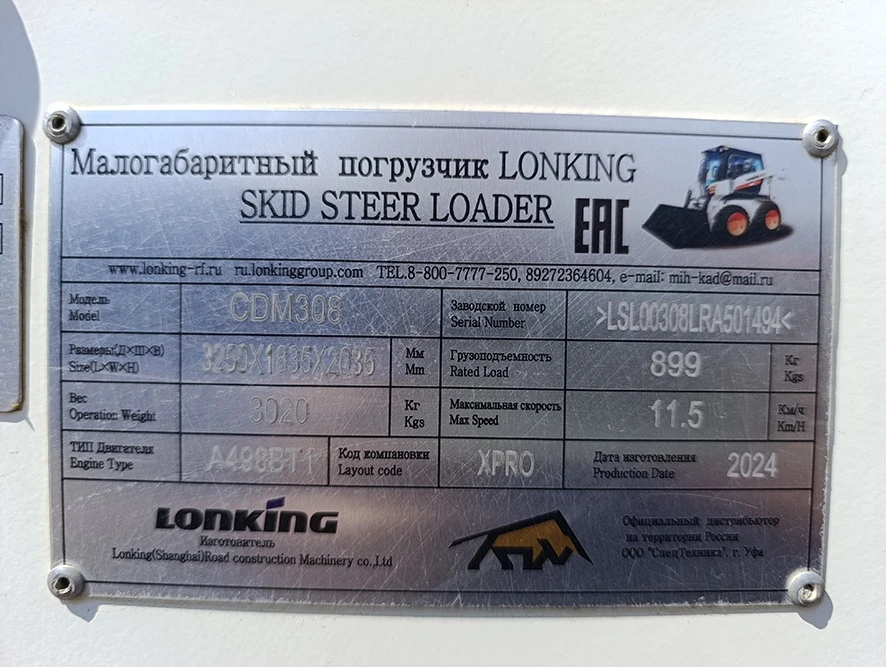 Малогабаритный погрузчик LONKING
SKID STEER LOADER
EAC
www.lonking-rf.ru ru.lonkinggroup.com TEL.8-800-7777-250, 89272364604, e-mail: mih-kad@mail.ru
Модель
Model
CDM308
Заводской номер
Serial Number
>LSL00308LRA501494<
Размеры(Д×Ш×В)
Size(L×W×H)
3250X1635X2035
Мм
Mm
Грузоподъемность
Rated Load
899
Кг
Kgs
Вес
Operation Weight
3020
Кг
Kgs
Максимальная скорость
Max Speed
11.5
Км/ч
Km/H
ТИП Двигателя
Engine Type
A498BT1
Код компановки
Layout code
XPRO
Дата изготовления
Production Date
2024
LONKING
Изготовитель
Lonking(Shanghai)Road construction Machinery co.,Ltd
Официальный дистрибьютор
на территории России
ООО "СпецТехника", г. Уфа